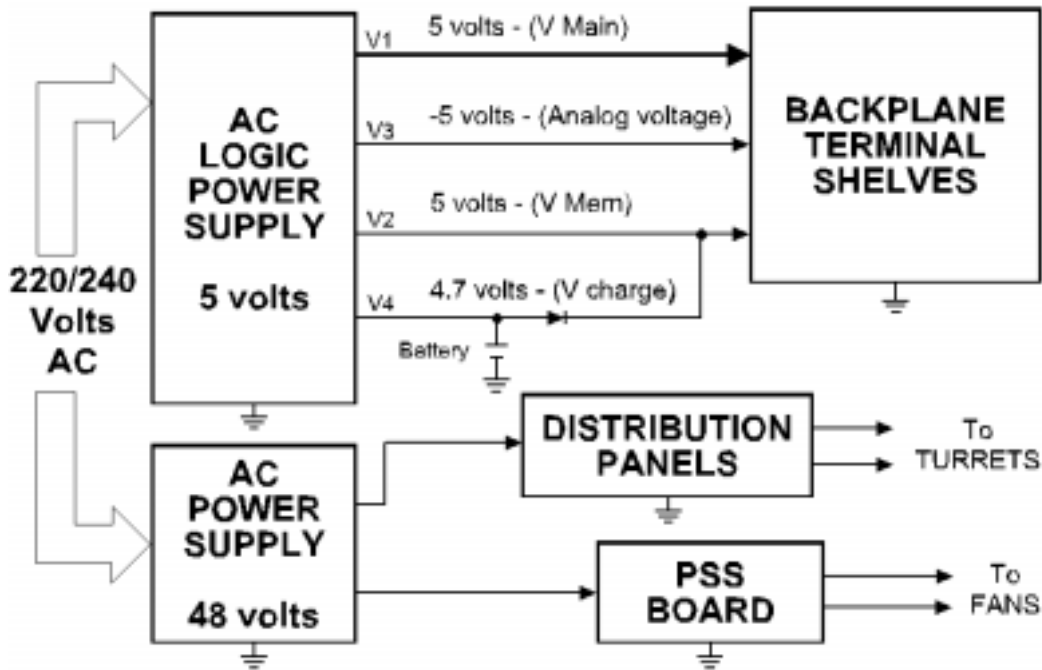 220/240
Volts
AC
AC
LOGIC
POWER
SUPPLY
5 volts
V1
5 volts - (V Main)
V3
-5 volts - (Analog voltage)
V2
5 volts - (V Mem)
V4
4.7 volts - (V charge)
Battery
BACKPLANE
TERMINAL
SHELVES
AC
POWER
SUPPLY
48 volts
DISTRIBUTION
PANELS
To
TURRETS
PSS
BOARD
To
FANS